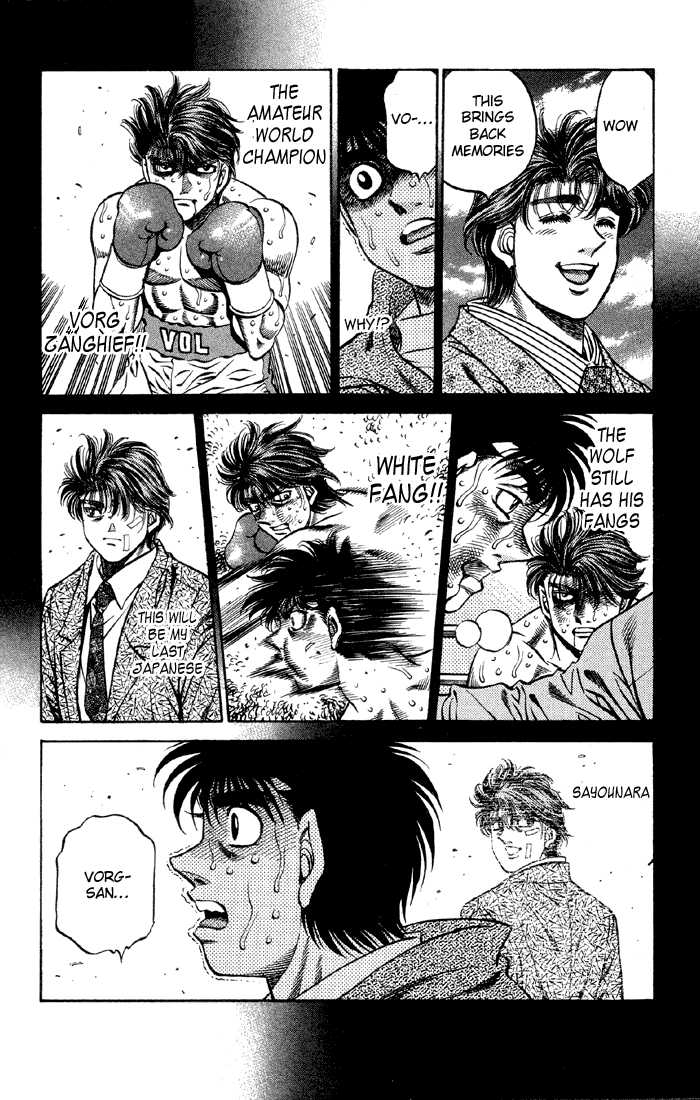 WOW
THIS
BRINGS
BACK
MEMORIES
VO-...
WHY!?
THE
AMATEUR
WORLD
CHAMPION
VORG
ZANGHIEF!!
VOL
THE
WOLF
STILL
HAS HIS
FANGS
WHITE
FANG!!
THIS WILL
BE MY
LAST
JAPANESE
SAYOUNARA
VORG-
SAN...